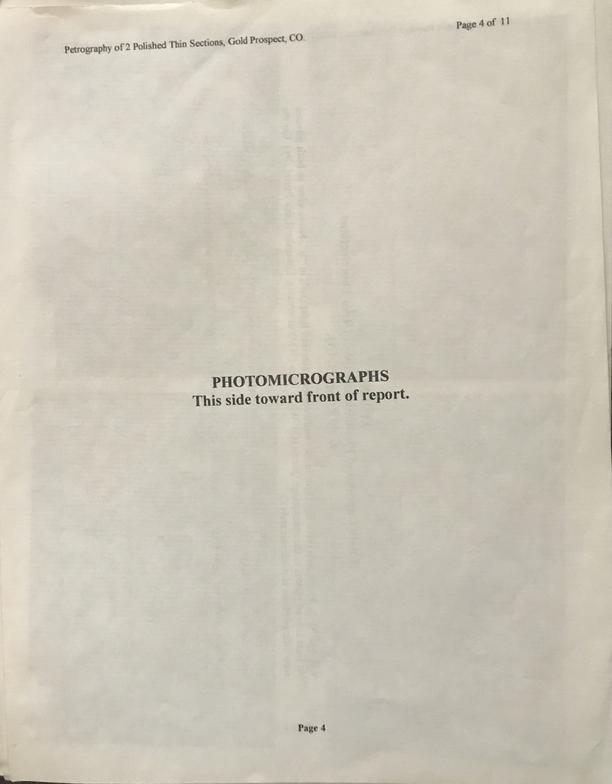 Petrography of 2 Polished Thin Sections, Gold Prospect, CO.
Page 4 of 11
PHOTOMICROGRAPHS
This side toward front of report.
Page 4